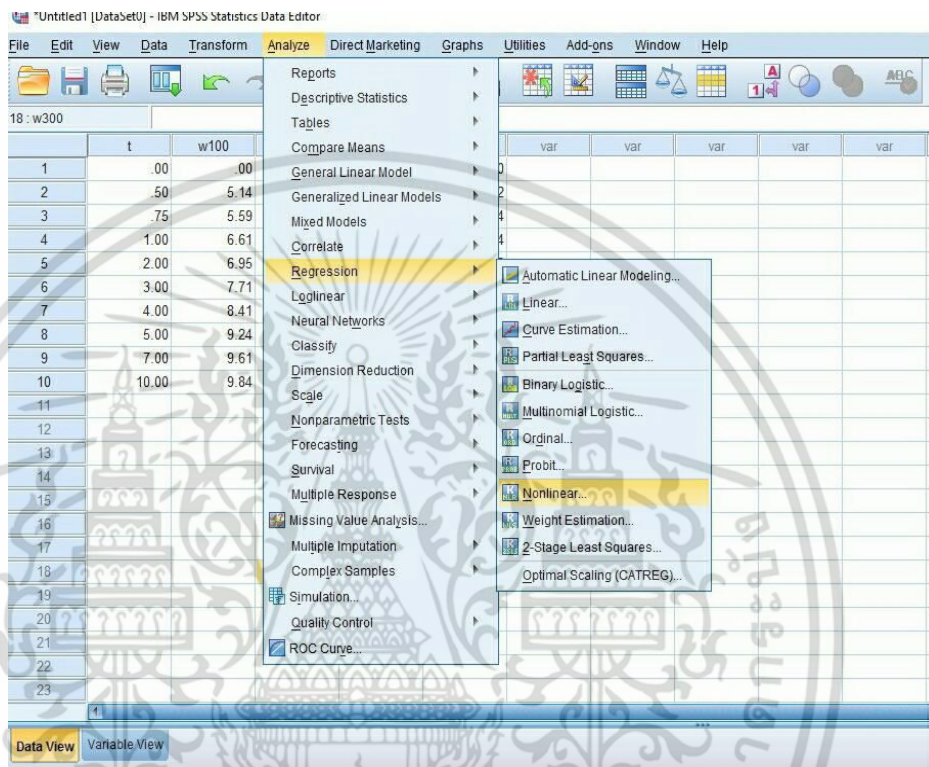 *Untitled1 [DataSet0] - IBM SPSS Statistics Data Editor
File Edit View Data Transform Analyze Direct Marketing Graphs Utilities Add-ons Window Help
18 : w300
t w100 var var var var var
1 .00 .00 0
2 .50 5.14 2
3 .75 5.59 4
4 1.00 6.61 4
5 2.00 6.95
6 3.00 7.71
7 4.00 8.41
8 5.00 9.24
9 7.00 9.61
10 10.00 9.84
11
12
13
14
15
16
17
18
19
20
21
22
23
Reports
Descriptive Statistics
Tables
Compare Means
General Linear Model
Generalized Linear Models
Mixed Models
Correlate
Regression
Loglinear
Neural Networks
Classify
Dimension Reduction
Scale
Nonparametric Tests
Forecasting
Survival
Multiple Response
Missing Value Analysis...
Multiple Imputation
Complex Samples
Simulation...
Quality Control
ROC Curve...
Automatic Linear Modeling...
Linear...
Curve Estimation...
Partial Least Squares...
Binary Logistic...
Multinomial Logistic...
Ordinal...
Probit...
Nonlinear...
Weight Estimation...
2-Stage Least Squares...
Optimal Scaling (CATREG)...
Data View Variable View